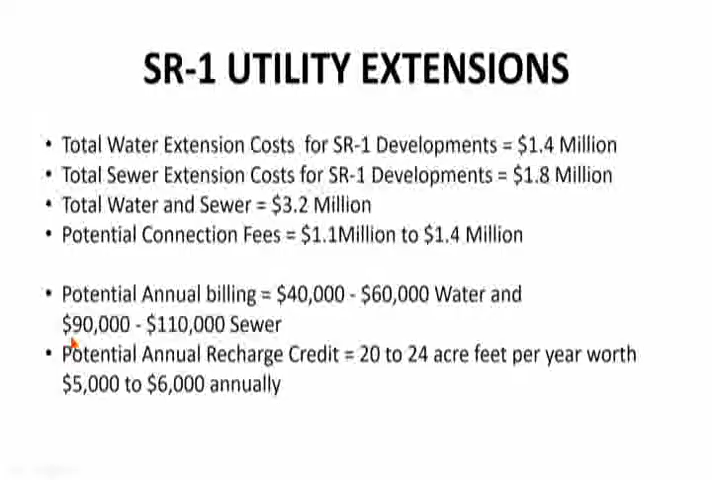 SR-1 UTILITY EXTENSIONS
• Total Water Extension Costs for SR-1 Developments = $1.4 Million
• Total Sewer Extension Costs for SR-1 Developments = $1.8 Million
• Total Water and Sewer = $3.2 Million
• Potential Connection Fees = $1.1Million to $1.4 Million
• Potential Annual billing = $40,000 - $60,000 Water and
$90,000 - $110,000 Sewer
• Potential Annual Recharge Credit = 20 to 24 acre feet per year worth
$5,000 to $6,000 annually